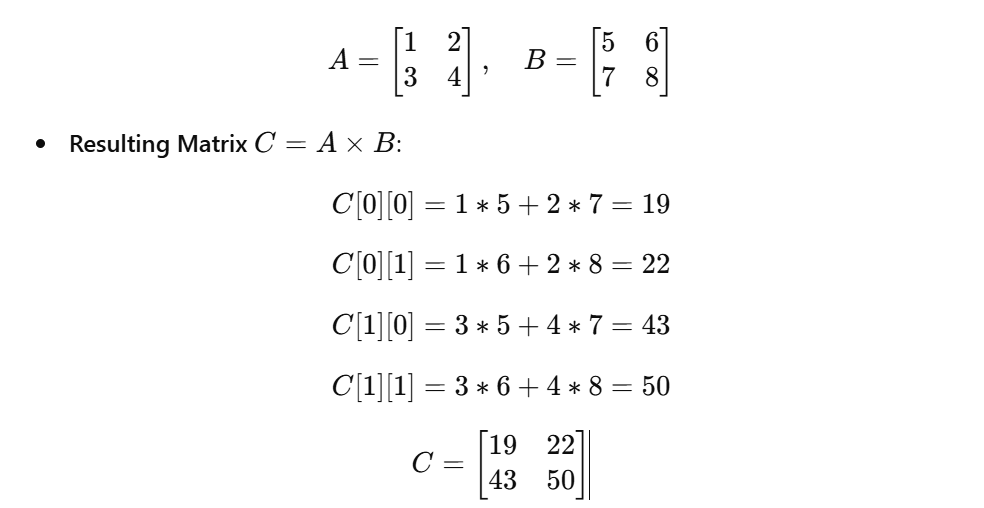 A = [1 2
3 4], B = [5 6
7 8]
• Resulting Matrix C = A × B:
C[0][0] = 1 * 5 + 2 * 7 = 19
C[0][1] = 1 * 6 + 2 * 8 = 22
C[1][0] = 3 * 5 + 4 * 7 = 43
C[1][1] = 3 * 6 + 4 * 8 = 50
C = [19 22
43 50]